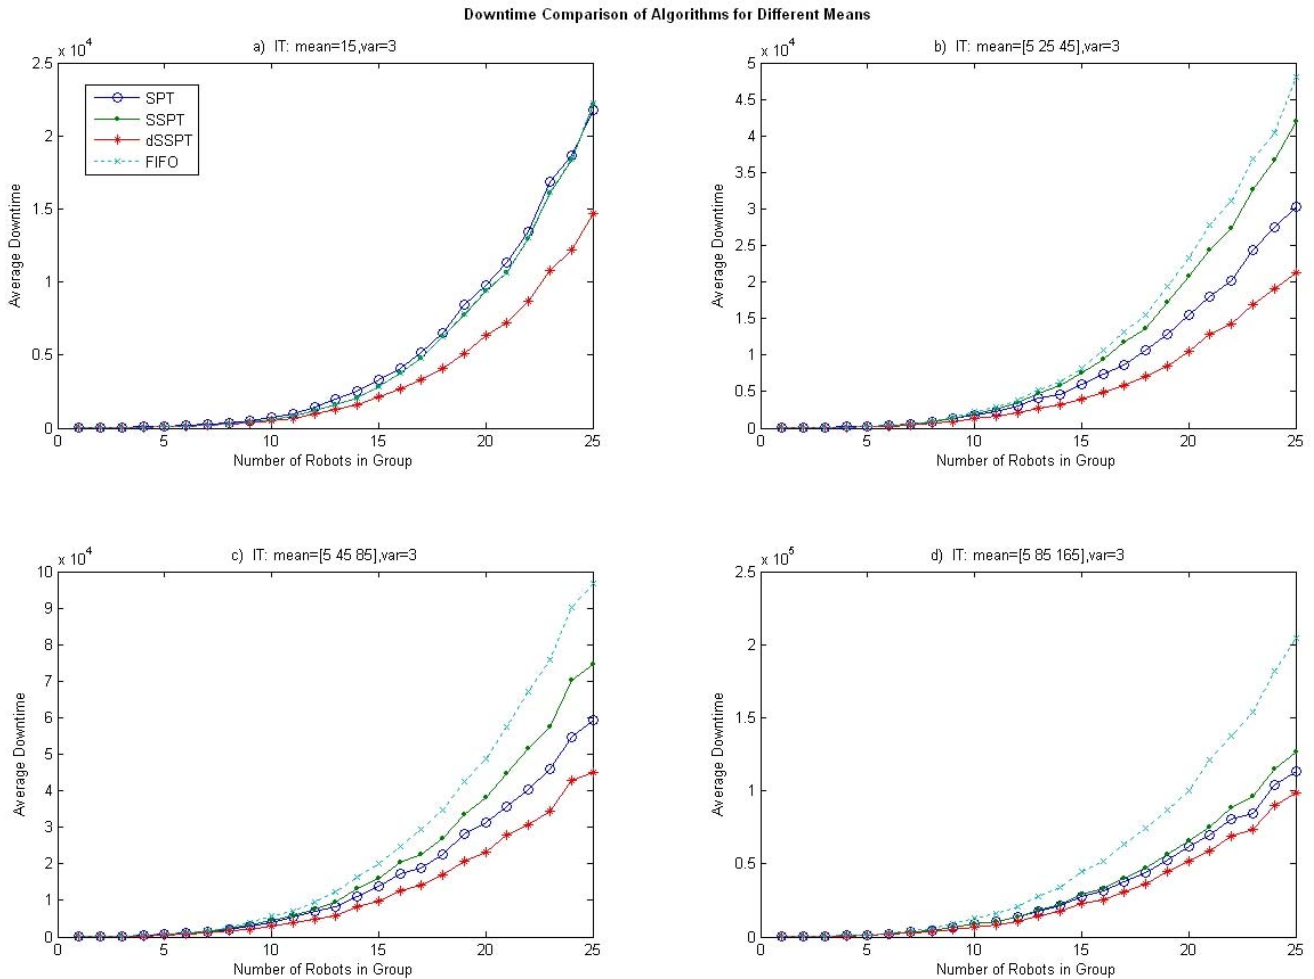 Downtime Comparison of Algorithms for Different Means
a) IT: mean=15,var=3
x 10^4
2.5
2
1.5
1
0.5
0
Average Downtime
SPT
SSPT
dSSPT
FIFO
0 5 10 15 20 25
Number of Robots in Group
b) IT: mean=[5 25 45],var=3
x 10^4
5
4.5
4
3.5
3
2.5
2
1.5
1
0.5
0
Average Downtime
0 5 10 15 20 25
Number of Robots in Group
c) IT: mean=[5 45 85],var=3
x 10^4
10
9
8
7
6
5
4
3
2
1
0
Average Downtime
0 5 10 15 20 25
Number of Robots in Group
d) IT: mean=[5 85 165],var=3
x 10^5
2.5
2
1.5
1
0.5
0
Average Downtime
0 5 10 15 20 25
Number of Robots in Group